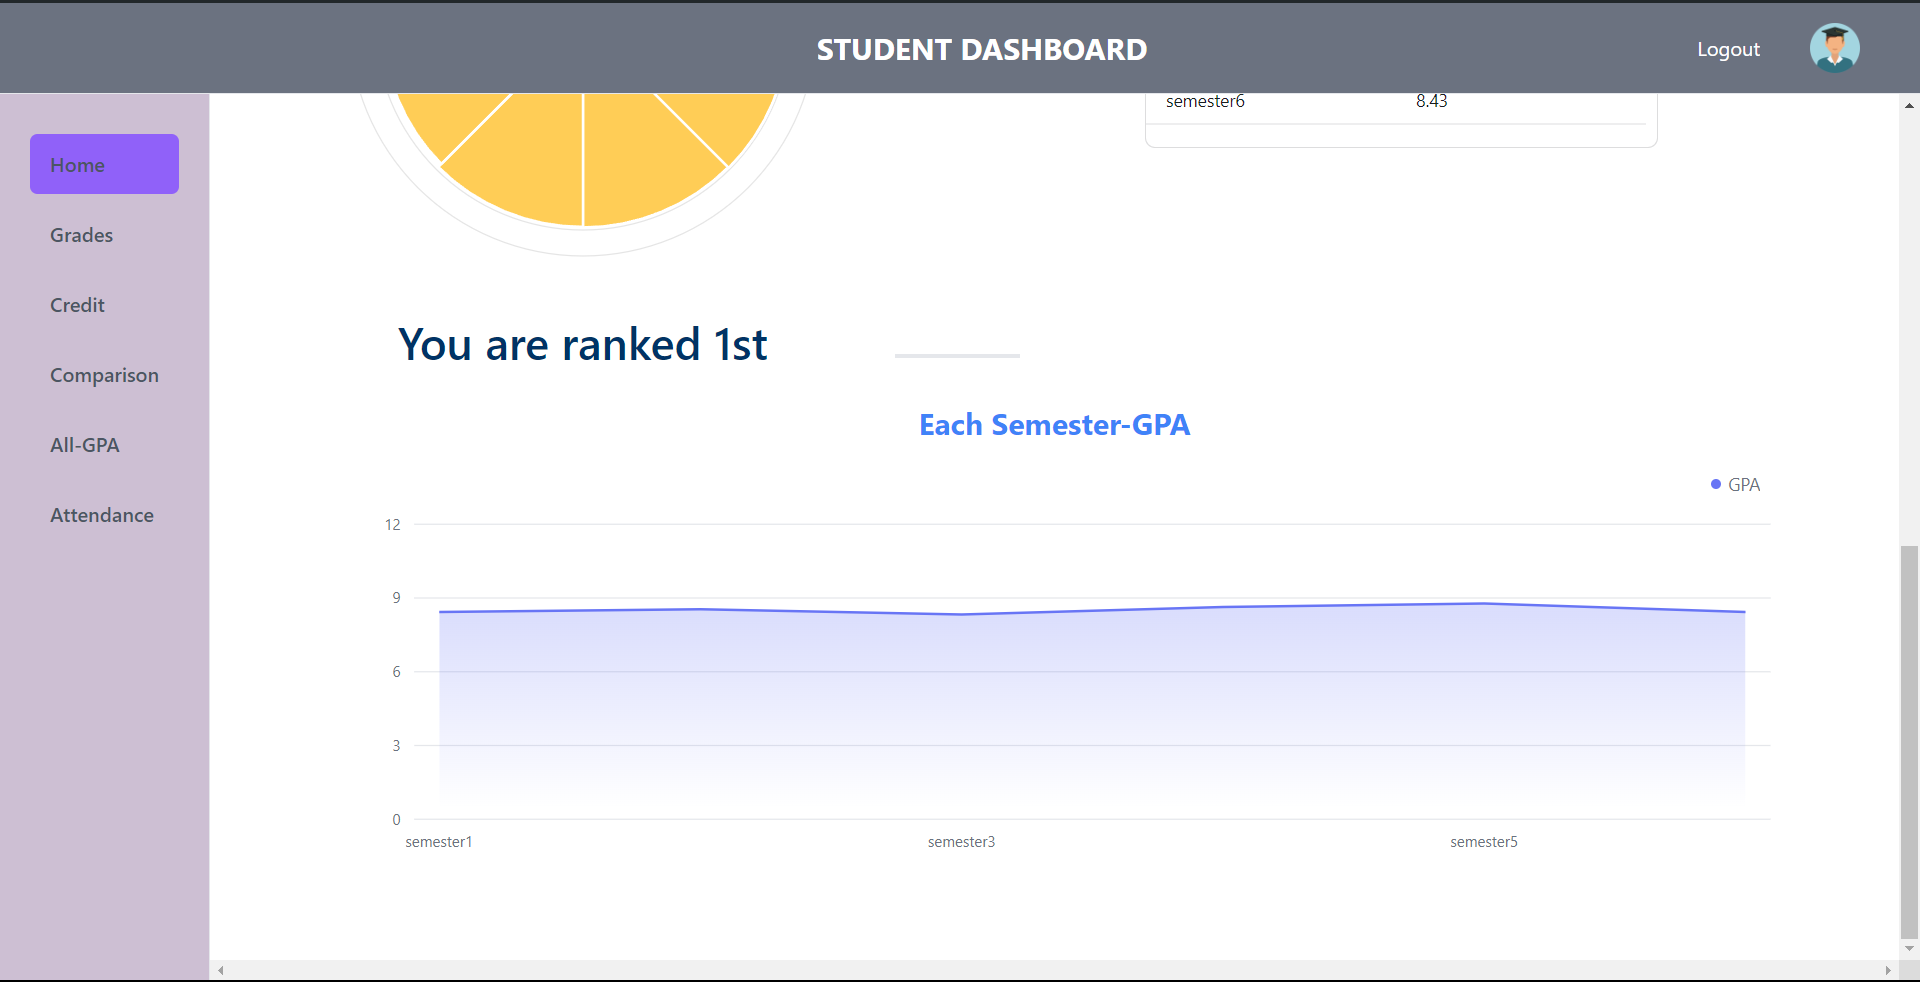 STUDENT DASHBOARD
Logout
Home
Grades
Credit
Comparison
All-GPA
Attendance
semester6 8.43
You are ranked 1st
Each Semester-GPA
GPA
12
9
6
3
0
semester1 semester3 semester5